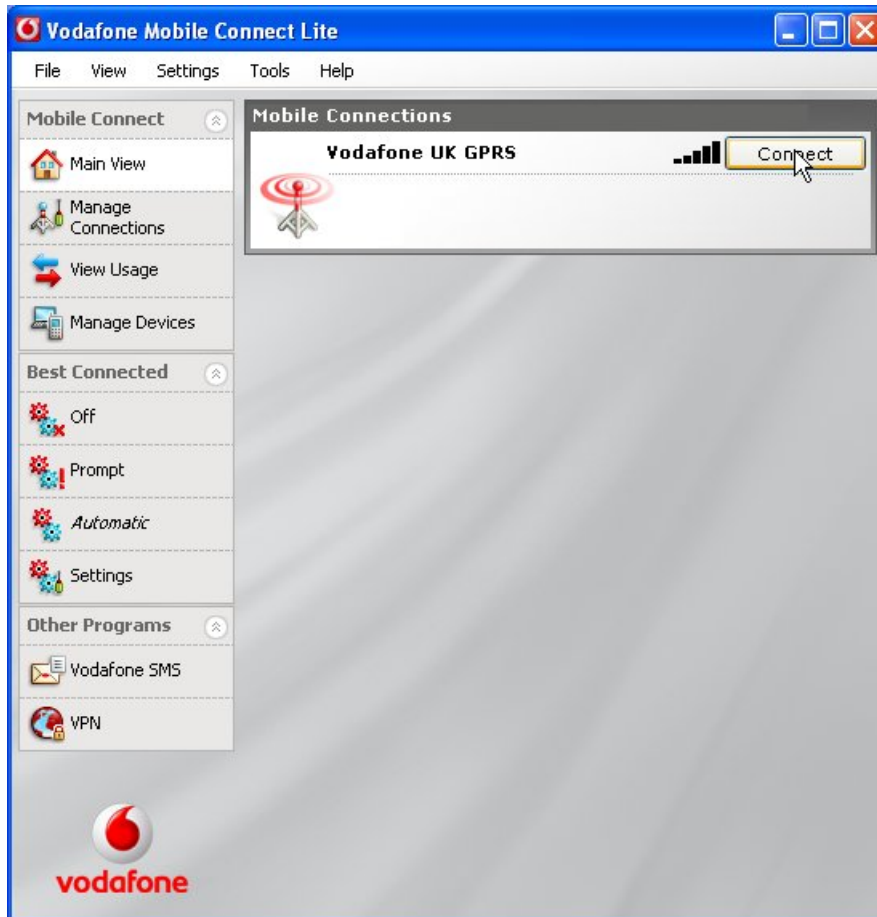 Vodafone Mobile Connect Lite
File View Settings Tools Help
Mobile Connect
Main View
Manage
Connections
View Usage
Manage Devices
Best Connected
Off
Prompt
Automatic
Settings
Other Programs
Vodafone SMS
VPN
vodafone
Mobile Connections
Vodafone UK GPRS
Connect